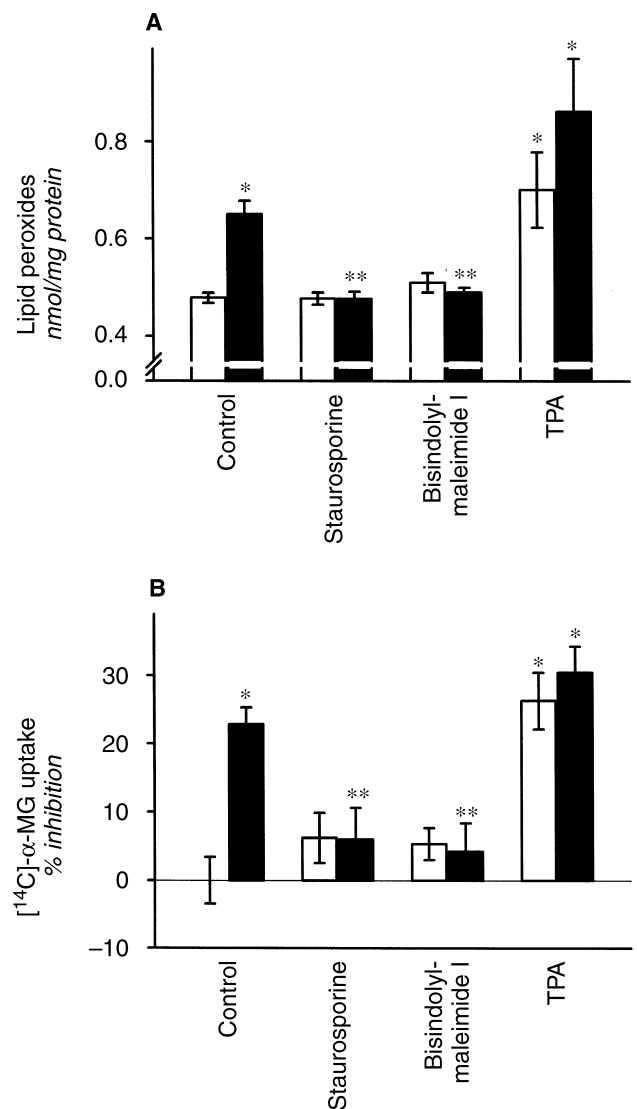 A
Lipid peroxides
nmol/mg protein
0.8
0.6
0.4
0.0
*
**
**
*
*
Control
Staurosporine
Bisindolyl-
maleimide I
TPA
B
[¹⁴C]-α-MG uptake
% inhibition
30
20
10
0
–10
*
**
**
*
*
Control
Staurosporine
Bisindolyl-
maleimide I
TPA